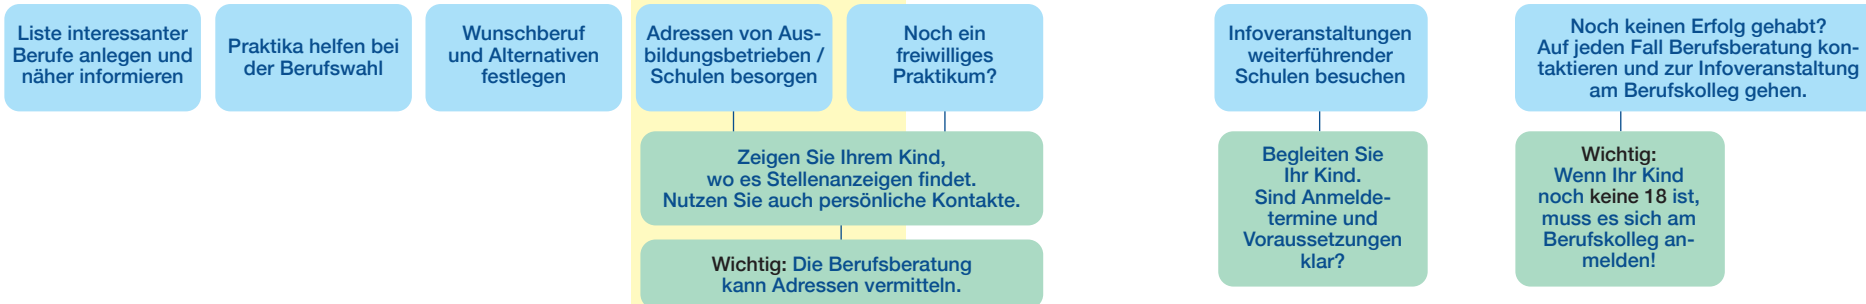 Liste interessanter
Berufe anlegen und
näher informieren
Praktika helfen bei
der Berufswahl
Wunschberuf
und Alternativen
festlegen
Adressen von Aus-
bildungsbetrieben /
Schulen besorgen
Noch ein
freiwilliges
Praktikum?
Infoveranstaltungen
weiterführender
Schulen besuchen
Noch keinen Erfolg gehabt?
Auf jeden Fall Berufsberatung kon-
taktieren und zur Infoveranstaltung
am Berufskolleg gehen.
Zeigen Sie Ihrem Kind,
wo es Stellenanzeigen findet.
Nutzen Sie auch persönliche Kontakte.
Wichtig: Die Berufsberatung
kann Adressen vermitteln.
Begleiten Sie
Ihr Kind.
Sind Anmelde-
termine und
Voraussetzungen
klar?
Wichtig:
Wenn Ihr Kind
noch keine 18 ist,
muss es sich am
Berufskolleg an-
melden!